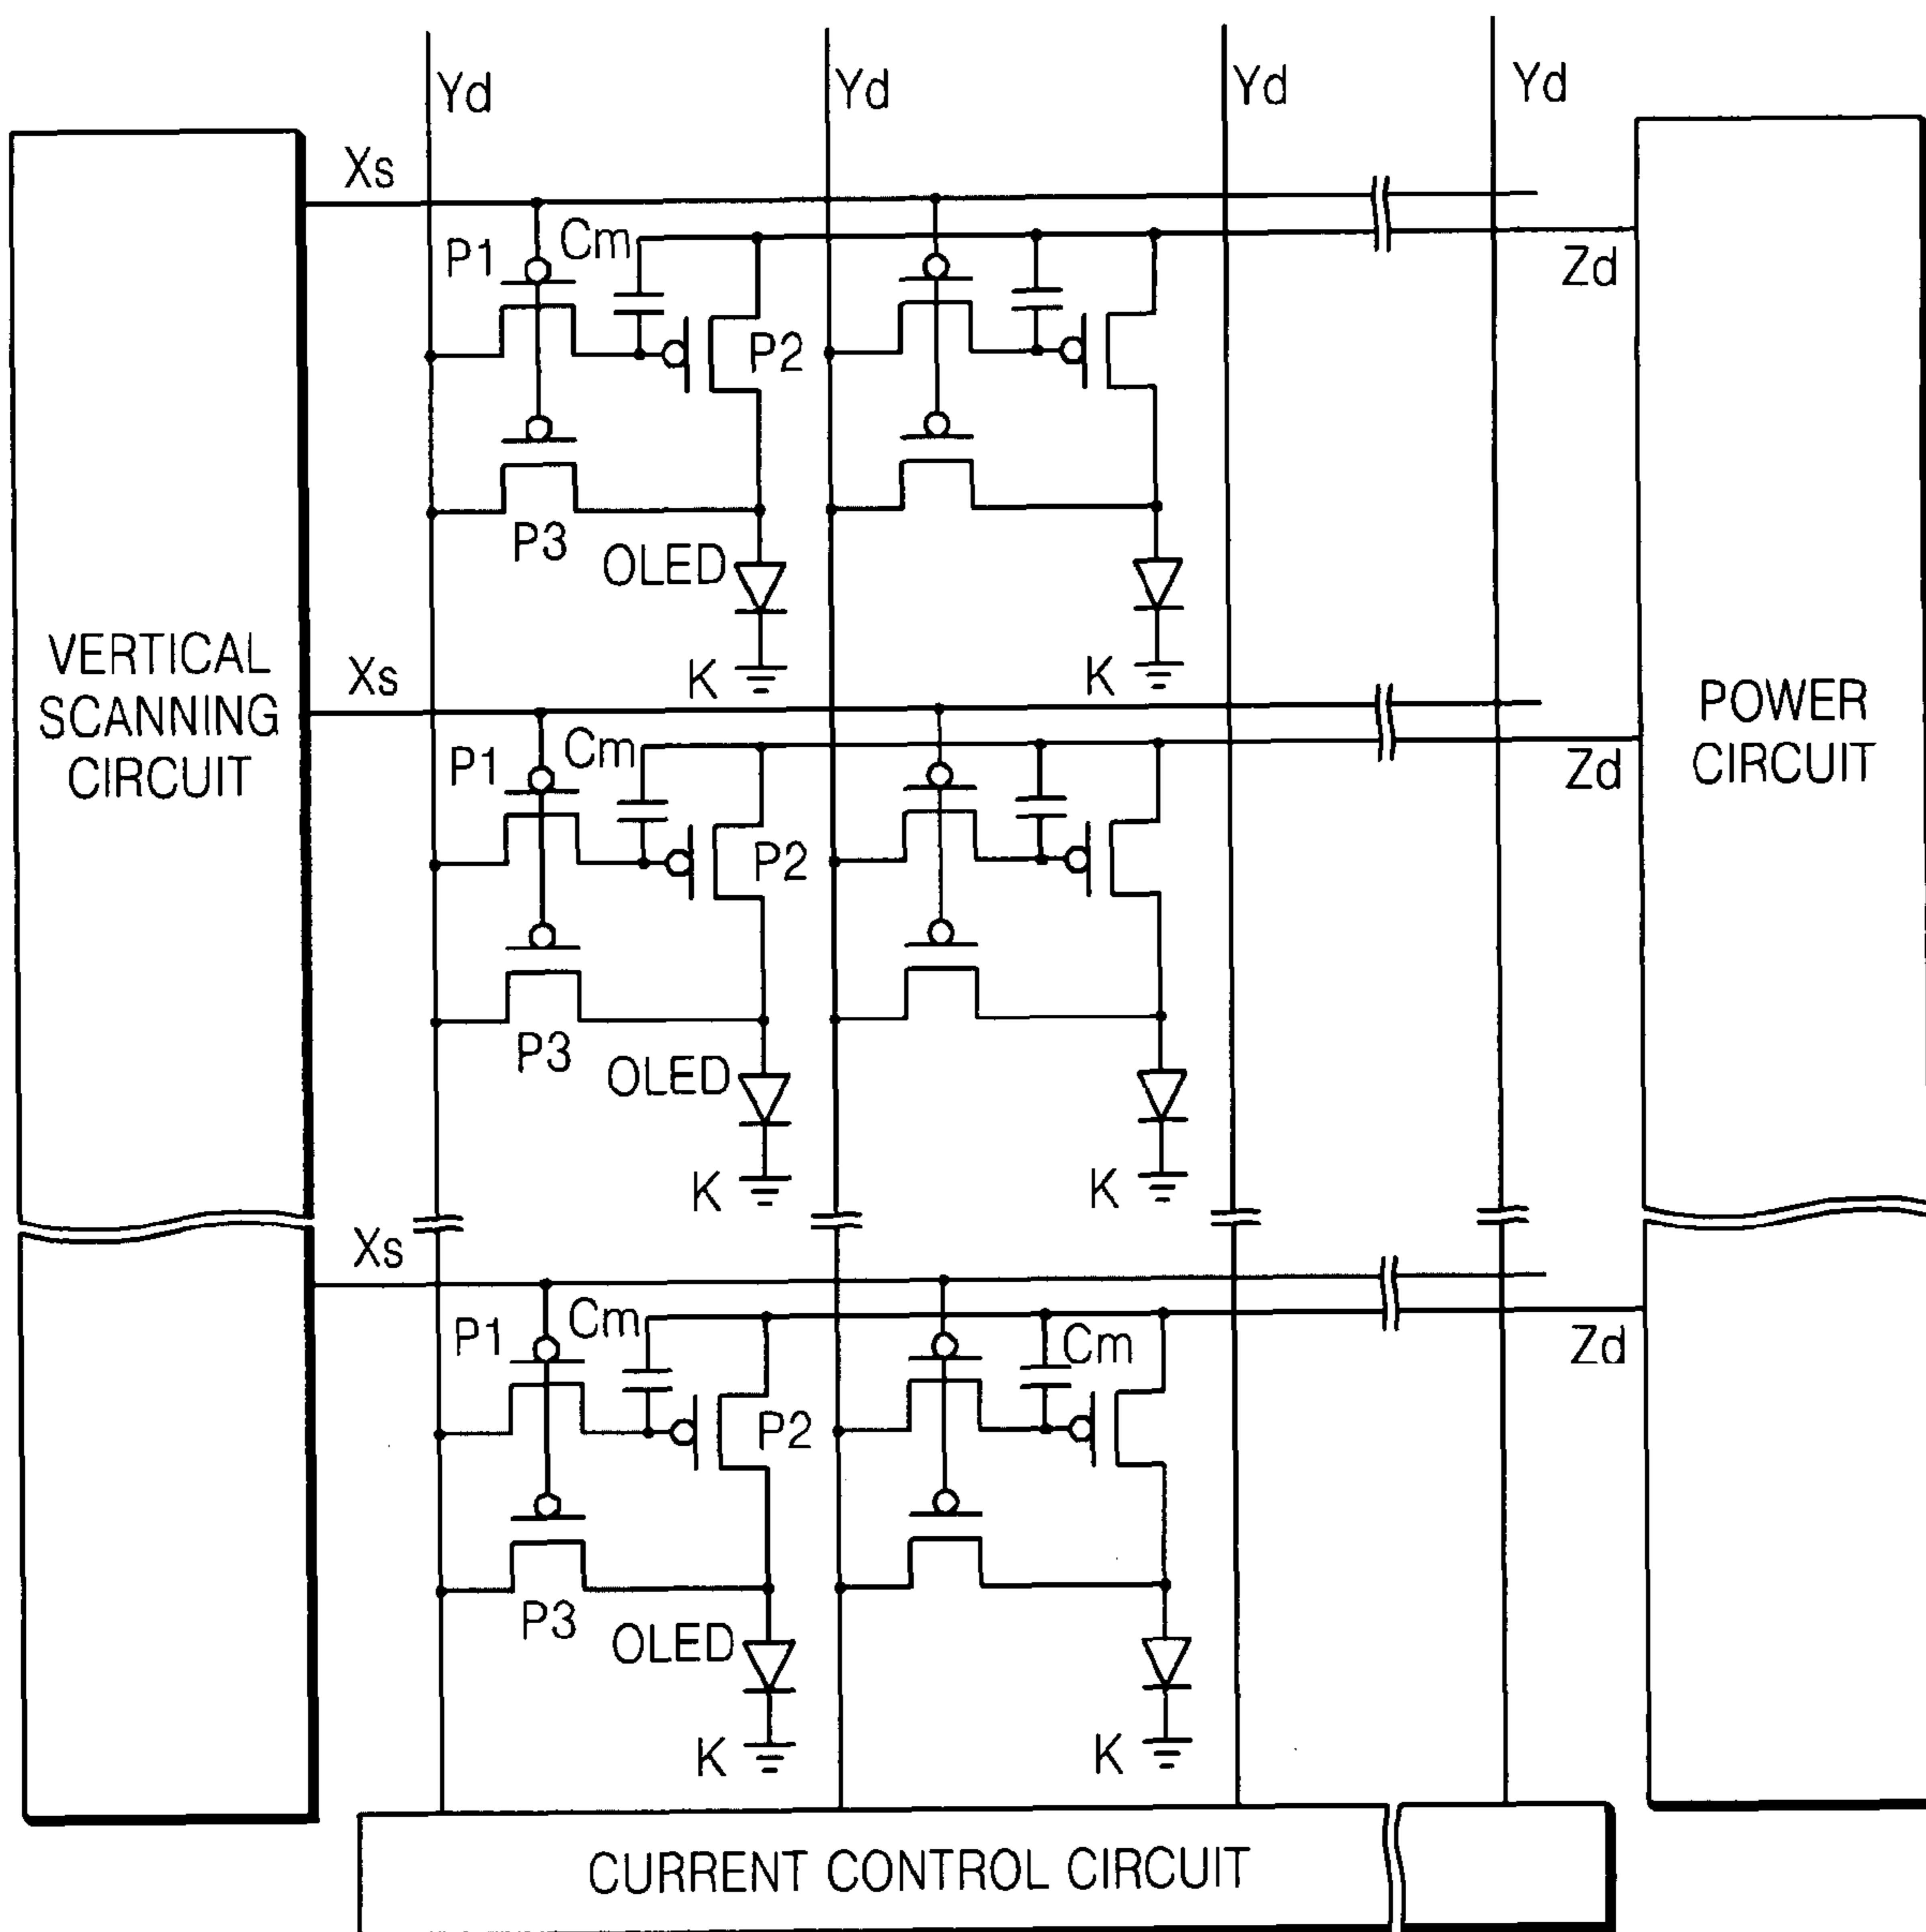 Yd
Yd
Yd
Yd
Xs
P1
Cm
Zd
P2
P3
OLED
VERTICAL
SCANNING
CIRCUIT
K
K
POWER
CIRCUIT
Xs
P1
Cm
Zd
P2
P3
OLED
K
K
Xs
P1
Cm
Cm
Zd
P2
P3
OLED
K
K
CURRENT CONTROL CIRCUIT